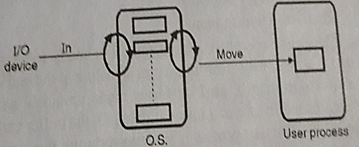 I/O
device
In
Move
O.S.
User process